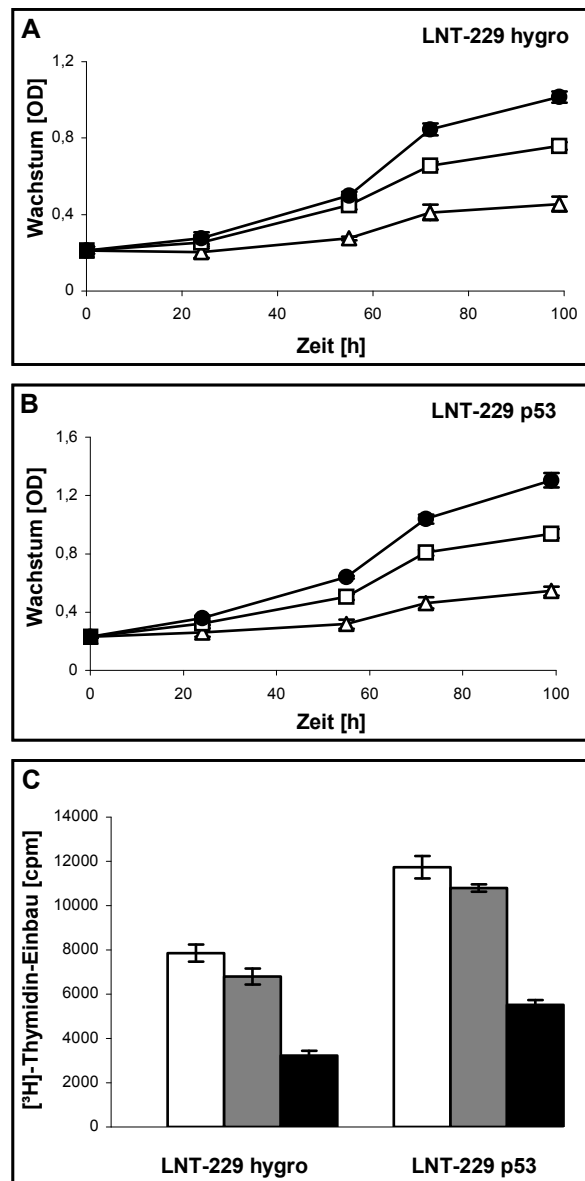 A
LNT-229 hygro
Wachstum [OD]
1,2
0,8
0,4
0
0 20 40 60 80 100
Zeit [h]
B
LNT-229 p53
Wachstum [OD]
1,6
1,2
0,8
0,4
0
0 20 40 60 80 100
Zeit [h]
C
[³H]-Thymidin-Einbau [cpm]
14000
12000
10000
8000
6000
4000
2000
0
LNT-229 hygro LNT-229 p53